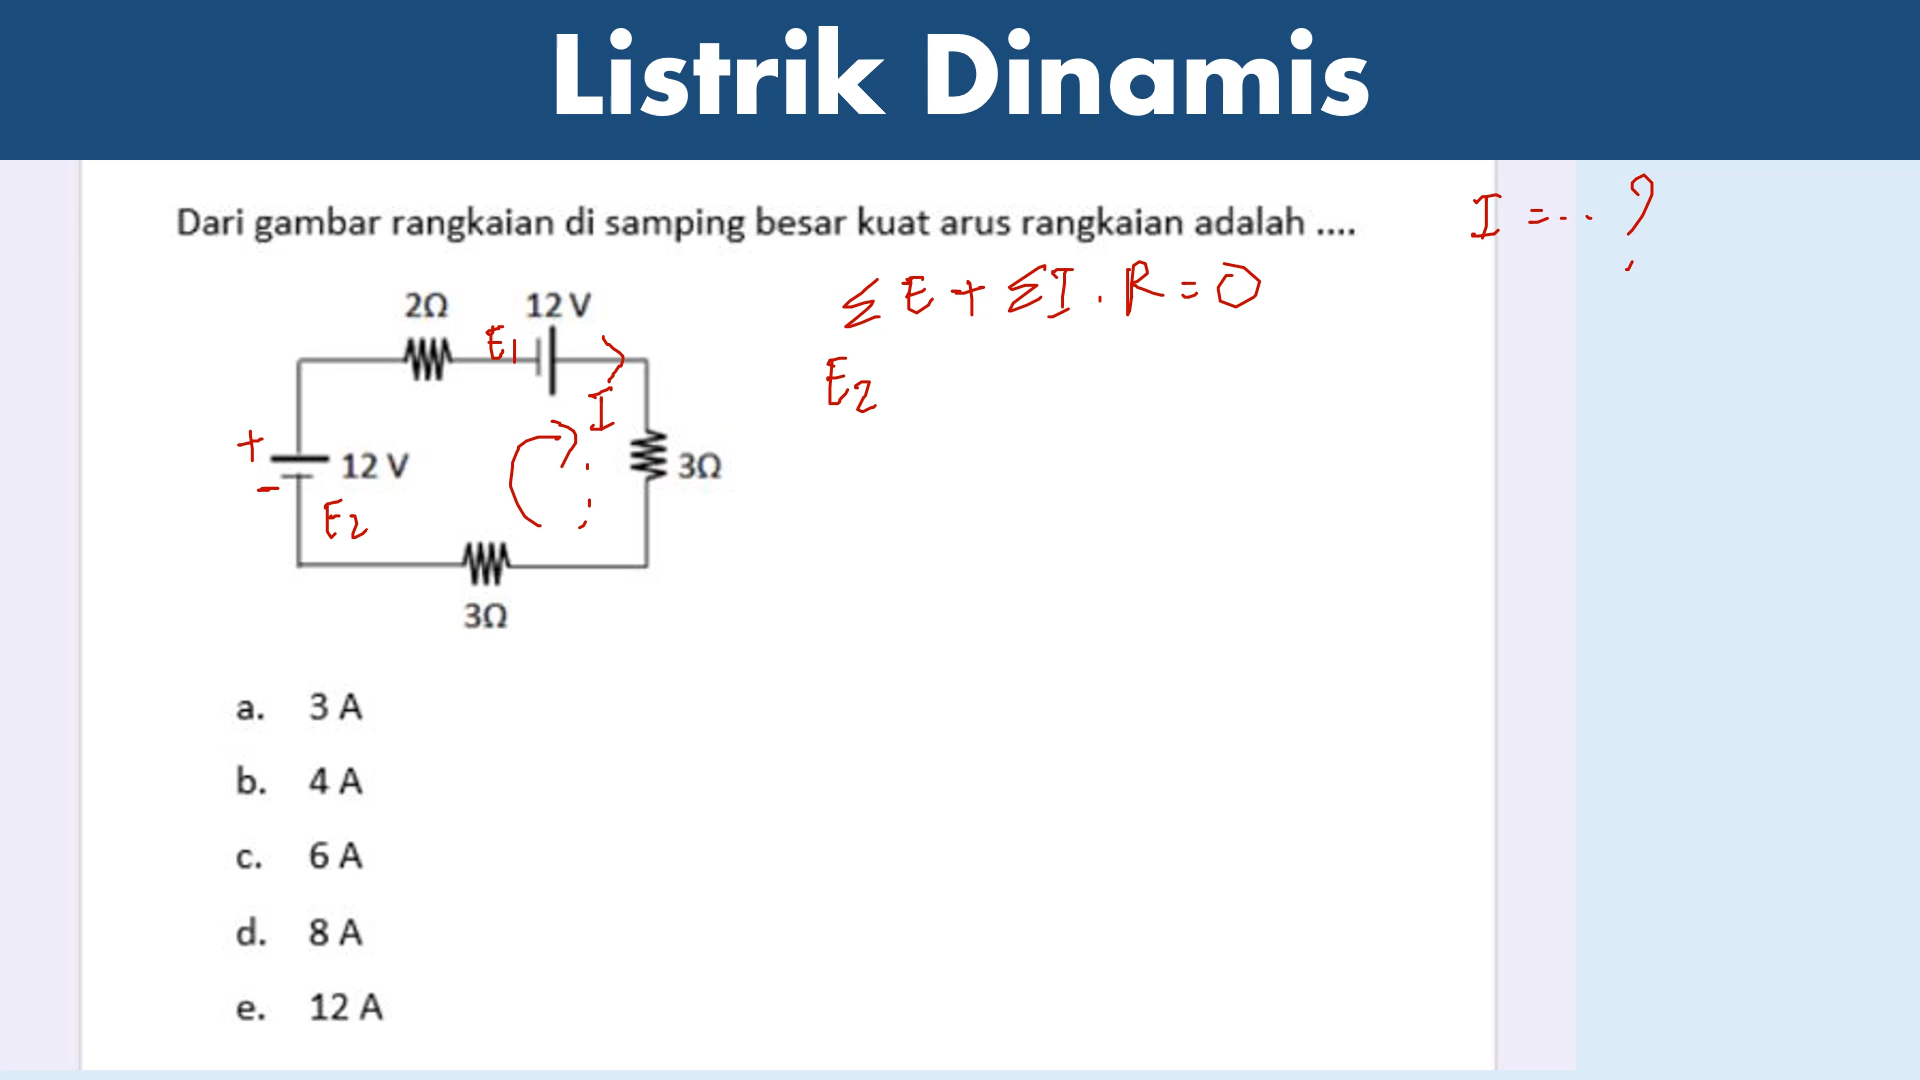 Listrik Dinamis
Dari gambar rangkaian di samping besar kuat arus rangkaian adalah ....
I = ... ?
Σ E + Σ I . R = 0
E2
2Ω 12 V
E1
I
+
12 V
-
E2
3Ω
3Ω
a. 3 A
b. 4 A
c. 6 A
d. 8 A
e. 12 A